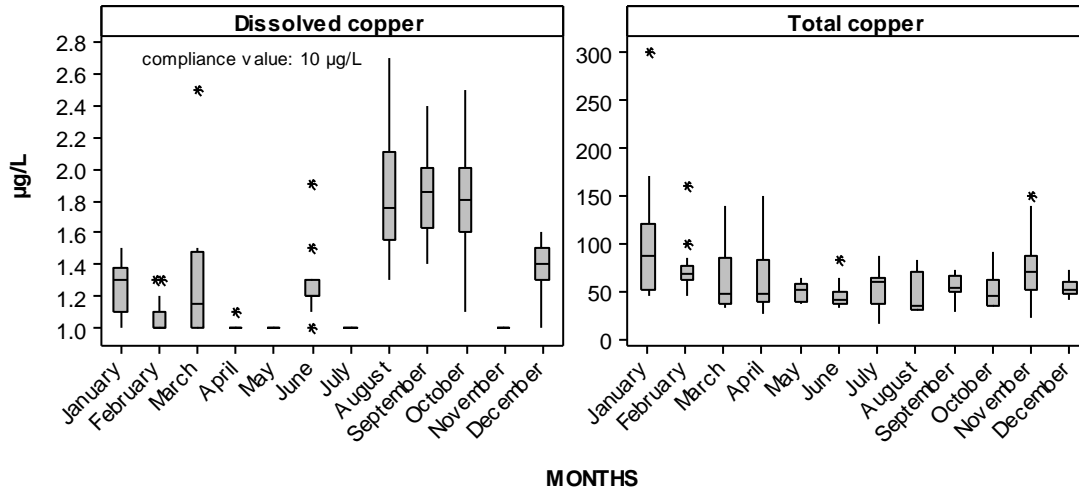 Dissolved copper
Total copper
compliance value: 10 µg/L
µg/L
2.8
2.6
2.4
2.2
2.0
1.8
1.6
1.4
1.2
1.0
300
250
200
150
100
50
0
January
February
March
April
May
June
July
August
September
October
November
December
January
February
March
April
May
June
July
August
September
October
November
December
MONTHS